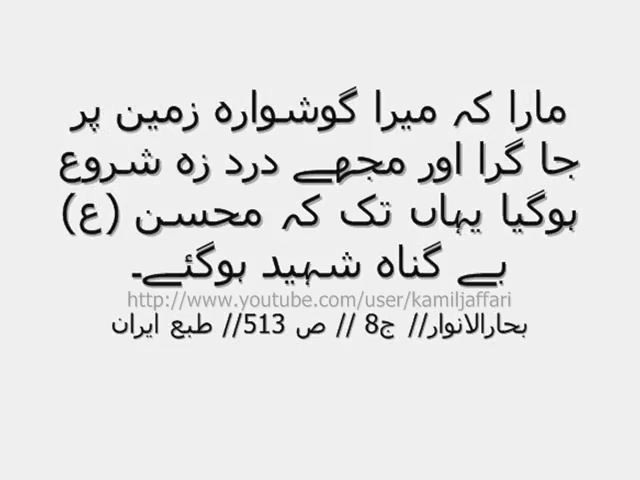 مارا کہ میرا گوشوارہ زمین پر
جا گرا اور مجھے درد زہ شروع
ہوگیا یہاں تک کہ محسن (ع)
بے گناہ شہید ہوگئے۔
http://www.youtube.com/user/kamiljaffari
بحارالانوار// ج8 // ص 513// طبع ایران